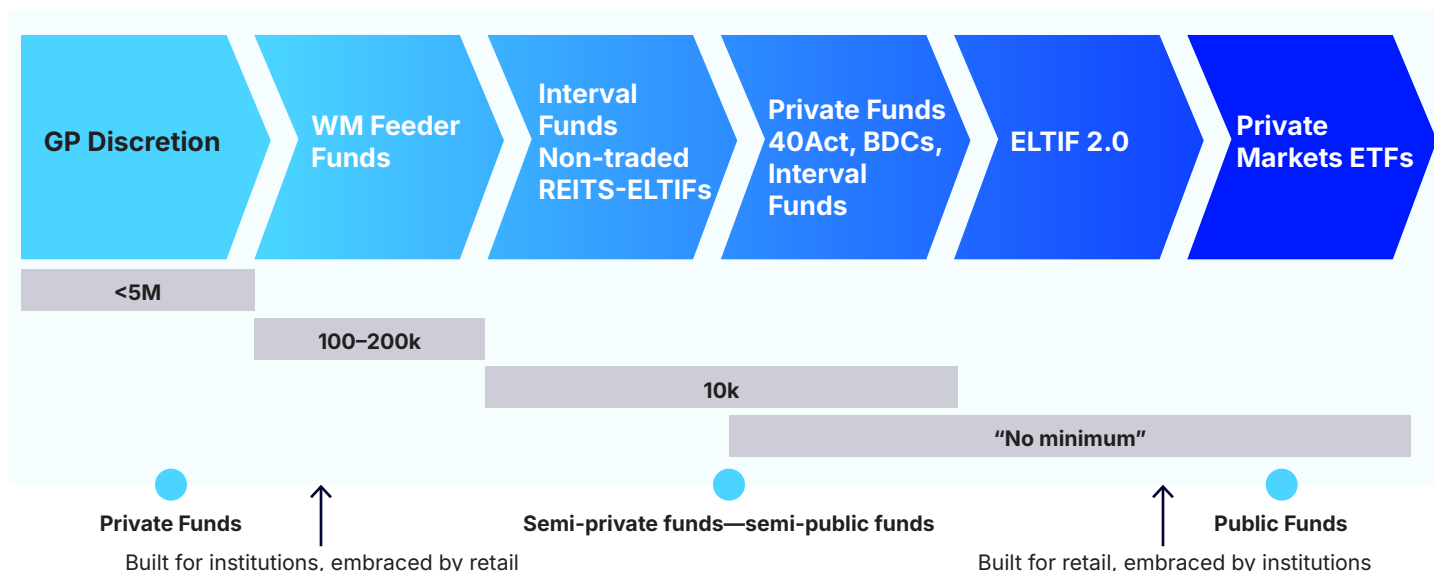 GP Discretion
WM Feeder
Funds
Interval
Funds
Non-traded
REITS-ELTIFs
Private Funds
40Act, BDCs,
Interval
Funds
ELTIF 2.0
Private
Markets ETFs
<5M
100–200k
10k
“No minimum”
Private Funds
Semi-private funds—semi-public funds
Public Funds
Built for institutions, embraced by retail
Built for retail, embraced by institutions